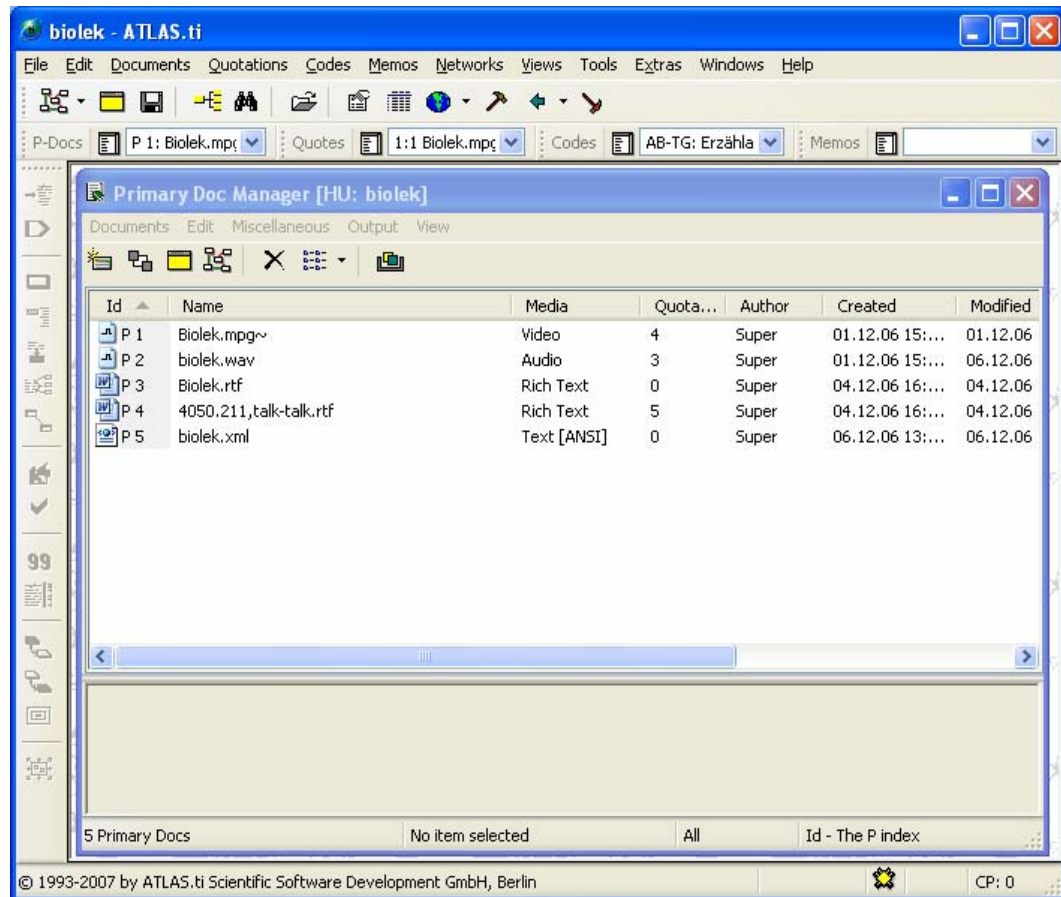 biolek - ATLAS.ti
File Edit Documents Quotations Codes Memos Networks Views Tools Extras Windows Help
P-Docs P 1: Biolek.mpg Quotes 1:1 Biolek.mpg Codes AB-TG: Erzähla Memos
Primary Doc Manager [HU: biolek]
Documents Edit Miscellaneous Output View
Id Name Media Quota... Author Created Modified
P 1 Biolek.mpg~ Video 4 Super 01.12.06 15:... 01.12.06
P 2 biolek.wav Audio 3 Super 01.12.06 15:... 06.12.06
P 3 Biolek.rtf Rich Text 0 Super 04.12.06 16:... 04.12.06
P 4 4050.211,talk-talk.rtf Rich Text 5 Super 04.12.06 16:... 04.12.06
P 5 biolek.xml Text [ANSI] 0 Super 06.12.06 13:... 06.12.06
99
5 Primary Docs No item selected All Id - The P index
© 1993-2007 by ATLAS.ti Scientific Software Development GmbH, Berlin CP: 0